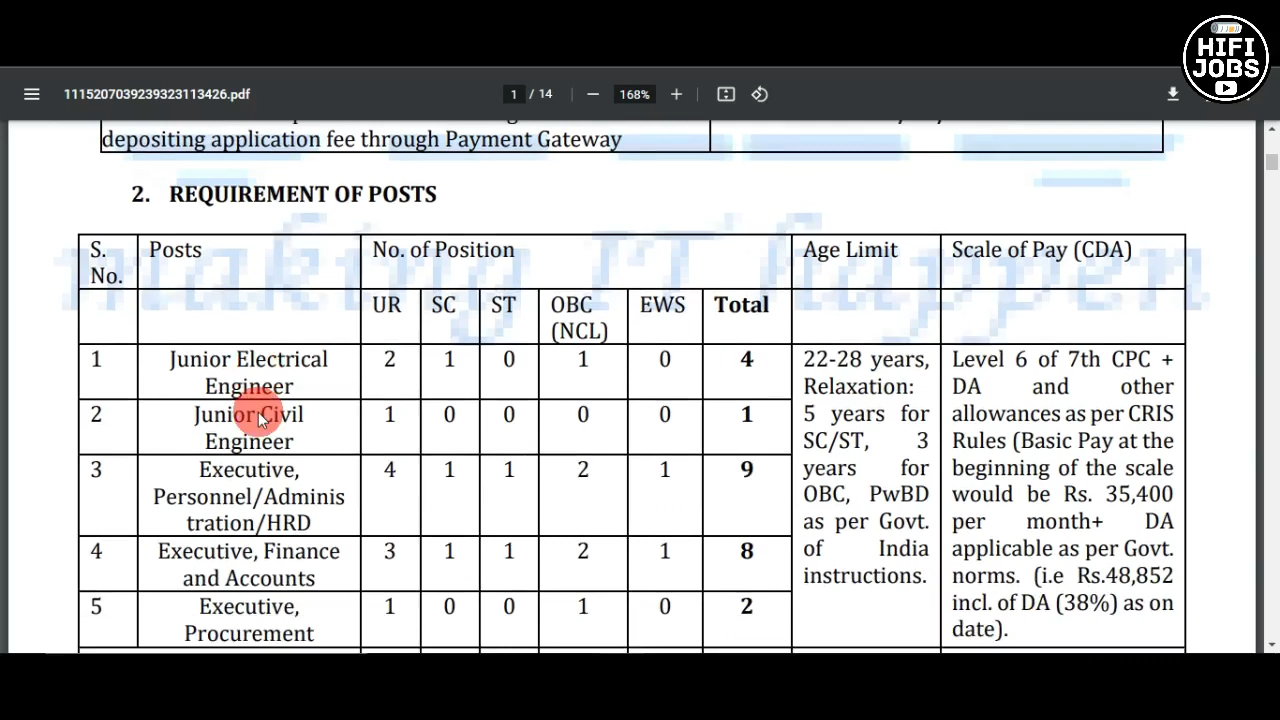 HIFI
JOBS
11152070392393231​13426.pdf
1 / 14
168%
depositing application fee through Payment Gateway
2. REQUIREMENT OF POSTS
making IT happen
S. No.
Posts
No. of Position
Age Limit
Scale of Pay (CDA)
UR SC ST OBC (NCL) EWS Total
1 Junior Electrical Engineer 2 1 0 1 0 4
2 Junior Civil Engineer 1 0 0 0 0 1
3 Executive, Personnel/Adminis tration/HRD 4 1 1 2 1 9
4 Executive, Finance and Accounts 3 1 1 2 1 8
5 Executive, Procurement 1 0 0 1 0 2
22-28 years,
Relaxation:
5 years for
SC/ST, 3
years for
OBC, PwBD
as per Govt.
of India
instructions.
Level 6 of 7th CPC +
DA and other
allowances as per CRIS
Rules (Basic Pay at the
beginning of the scale
would be Rs. 35,400
per month+ DA
applicable as per Govt.
norms. (i.e Rs.48,852
incl. of DA (38%) as on
date).